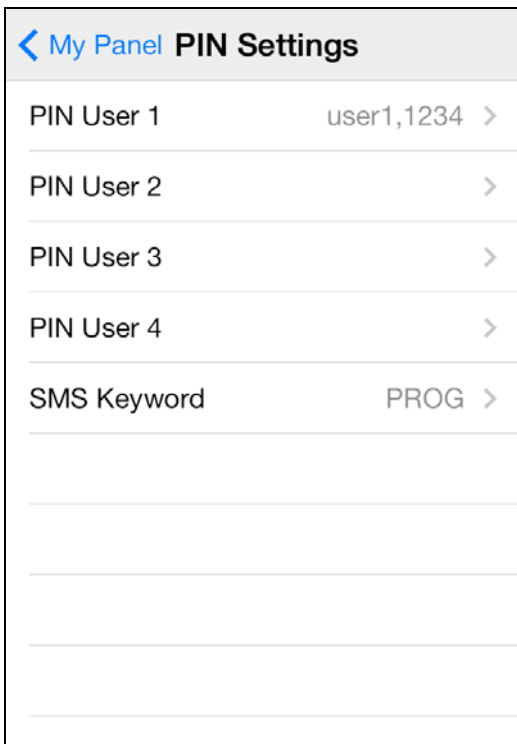 My Panel PIN Settings
PIN User 1 user1,1234
PIN User 2
PIN User 3
PIN User 4
SMS Keyword PROG